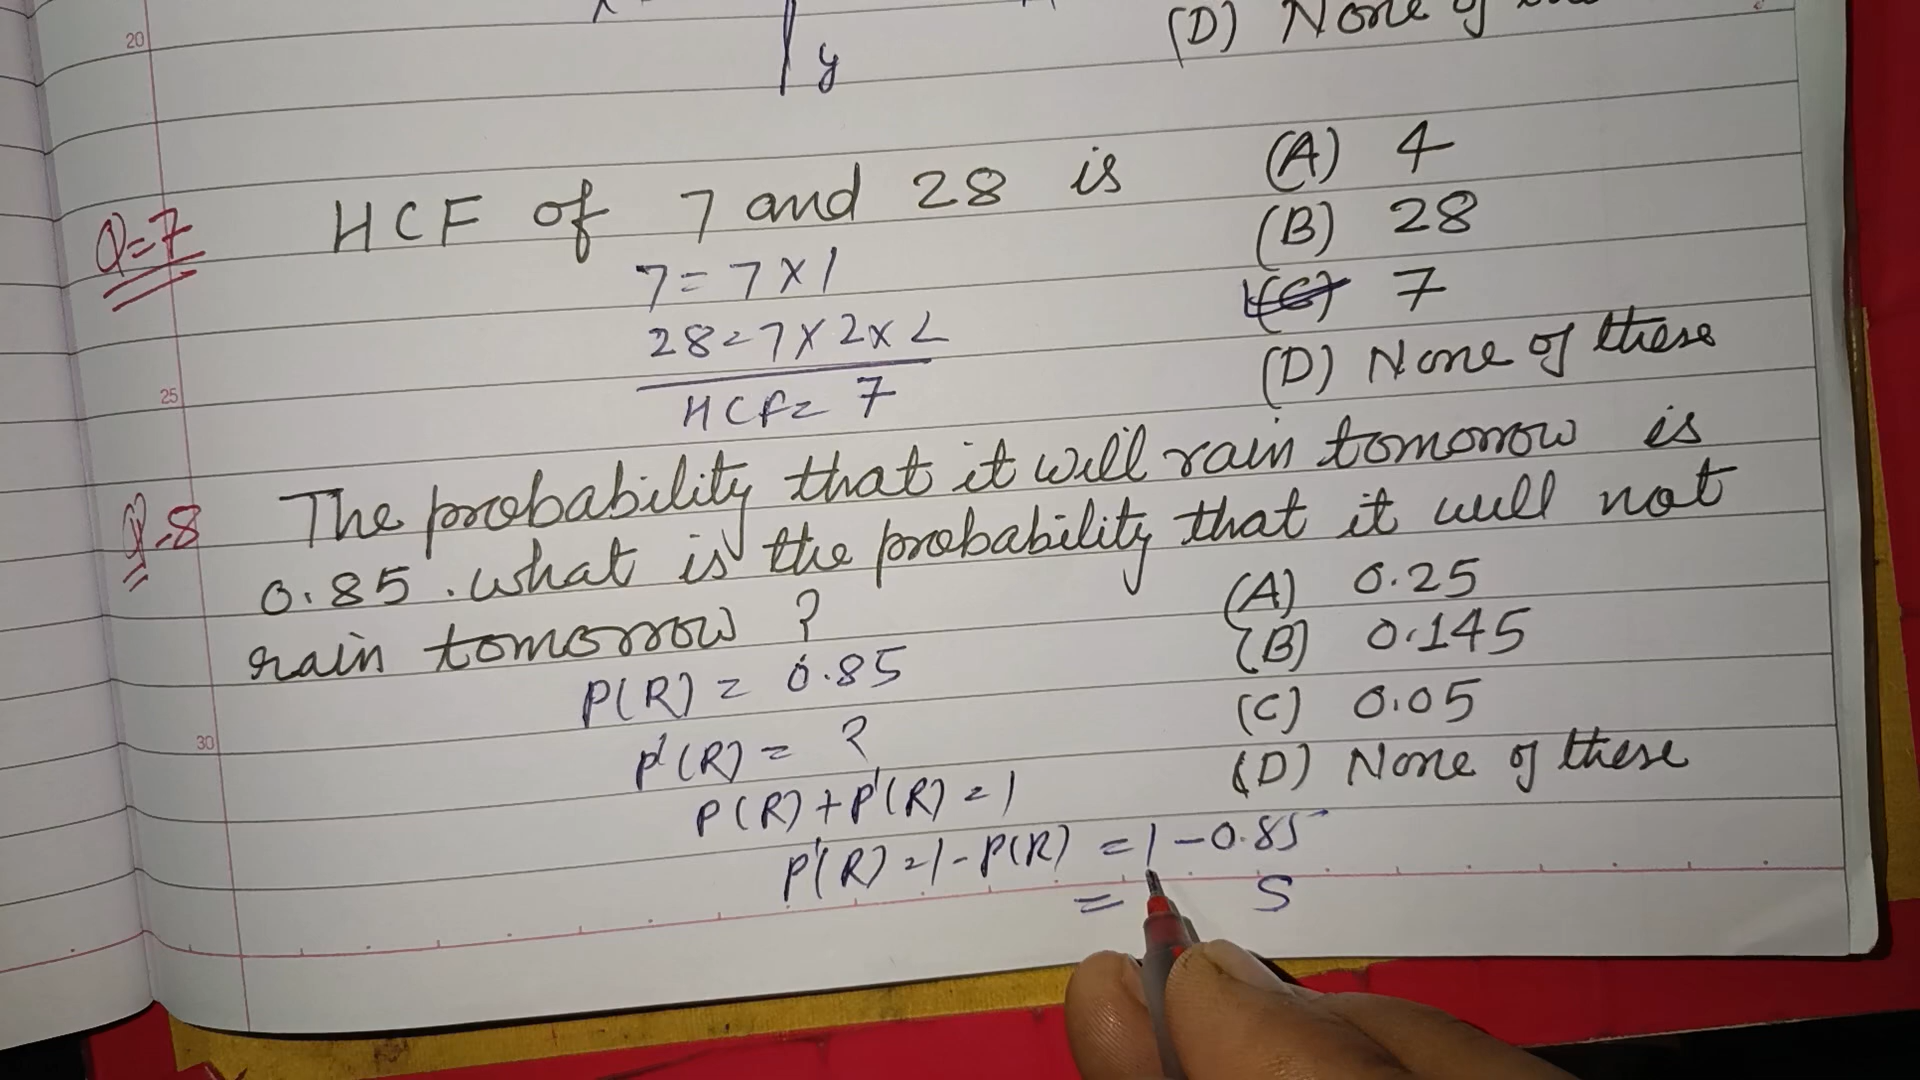 20
y
(D) None of
Q=7 HCF of 7 and 28 is
(A) 4
(B) 28
(C) 7
(D) None of these
7 = 7 X 1
28 = 7 X 2 X 2
25
HCF = 7
Q.8 The probability that it will rain tomorrow is
0.85. what is the probability that it will not
rain tomorrow ?
(A) 0.25
(B) 0.145
(C) 0.05
(D) None of these
P(R) = 0.85
30
P'(R) = ?
P(R) + P'(R) = 1
P'(R) = 1 - P(R) = 1 - 0.85
= 5